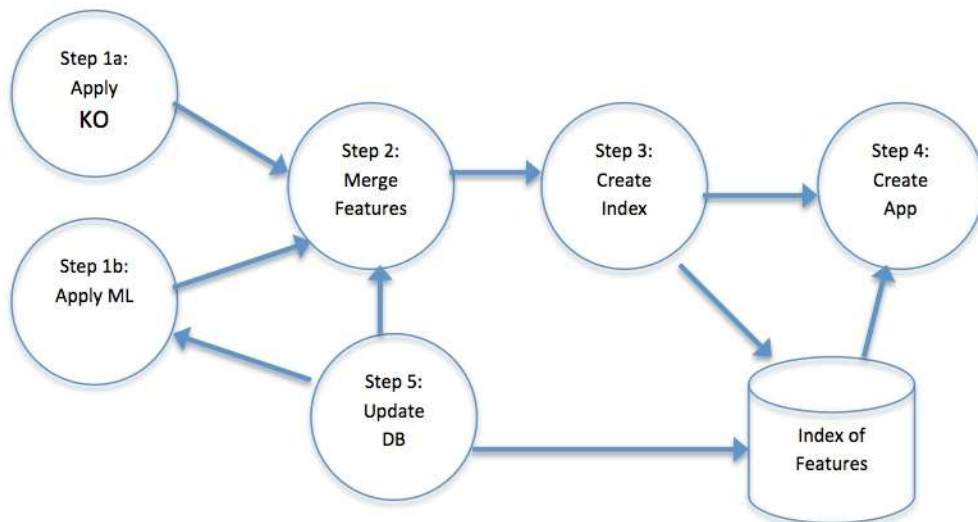 Step 1a:
Apply
KO
Step 2:
Merge
Features
Step 3:
Create
Index
Step 4:
Create
App
Step 1b:
Apply ML
Step 5:
Update
DB
Index of
Features